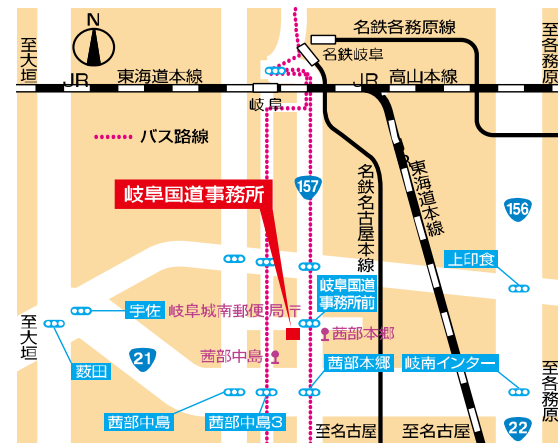 N
名鉄各務原線
至大垣
名鉄岐阜
至各務原
JR 東海道本線
JR 高山本線
岐阜
バス路線
東海道本線
157
名鉄名古屋本線
岐阜国道事務所
156
上印食
岐阜国道
事務所前
宇佐
岐阜城南郵便局〒
至大垣
茜部本郷
21
茜部中島
薮田
茜部本郷
岐南インター
至各務原
茜部中島
茜部中島3
至名古屋
至名古屋
22